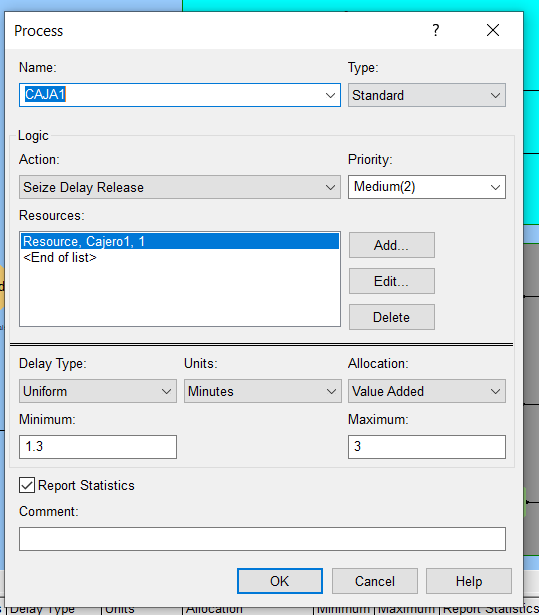 Process
?
Name:
Type:
CAJA1
Standard
Logic
Action:
Priority:
Seize Delay Release
Medium(2)
Resources:
Resource, Cajero1, 1
<End of list>
Add...
Edit...
Delete
Delay Type:
Units:
Allocation:
Uniform
Minutes
Value Added
Minimum:
Maximum:
1.3
3
Report Statistics
Comment:
OK
Cancel
Help
Delay Type
Units
Allocation
Minimum
Maximum
Report Statistics